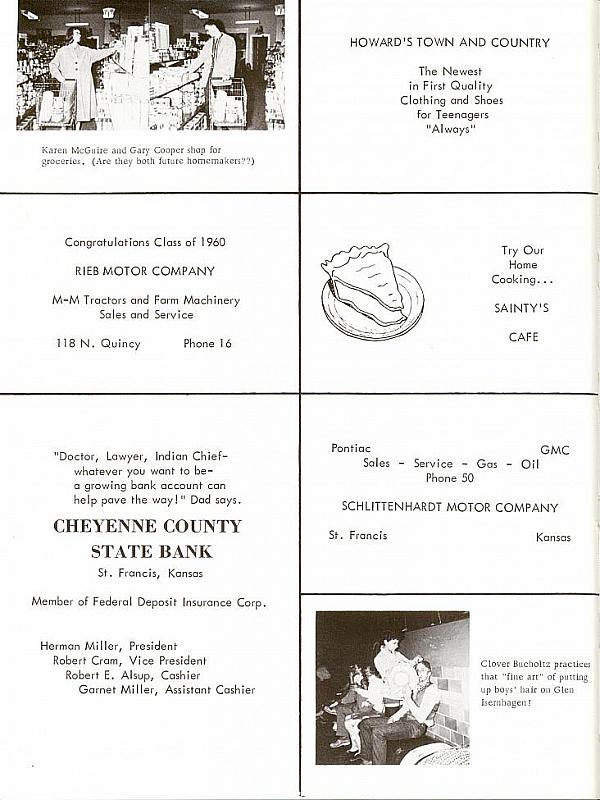 Karen McGuire and Gary Cooper shop for
groceries. (Are they both future homemakers??)
HOWARD'S TOWN AND COUNTRY
The Newest
in First Quality
Clothing and Shoes
for Teenagers
"Always"
Congratulations Class of 1960
RIEB MOTOR COMPANY
M-M Tractors and Farm Machinery
Sales and Service
118 N. Quincy Phone 16
Try Our
Home
Cooking...
SAINTY'S
CAFE
"Doctor, Lawyer, Indian Chief-
whatever you want to be-
a growing bank account can
help pave the way!" Dad says.
CHEYENNE COUNTY
STATE BANK
St. Francis, Kansas
Member of Federal Deposit Insurance Corp.
Herman Miller, President
Robert Cram, Vice President
Robert E. Alsup, Cashier
Garnet Miller, Assistant Cashier
Pontiac GMC
Sales - Service - Gas - Oil
Phone 50
SCHLITTENHARDT MOTOR COMPANY
St. Francis Kansas
Clover Bucholtz practices
that "fine art" of putting
up boys' hair on Glen
Isernhagen!